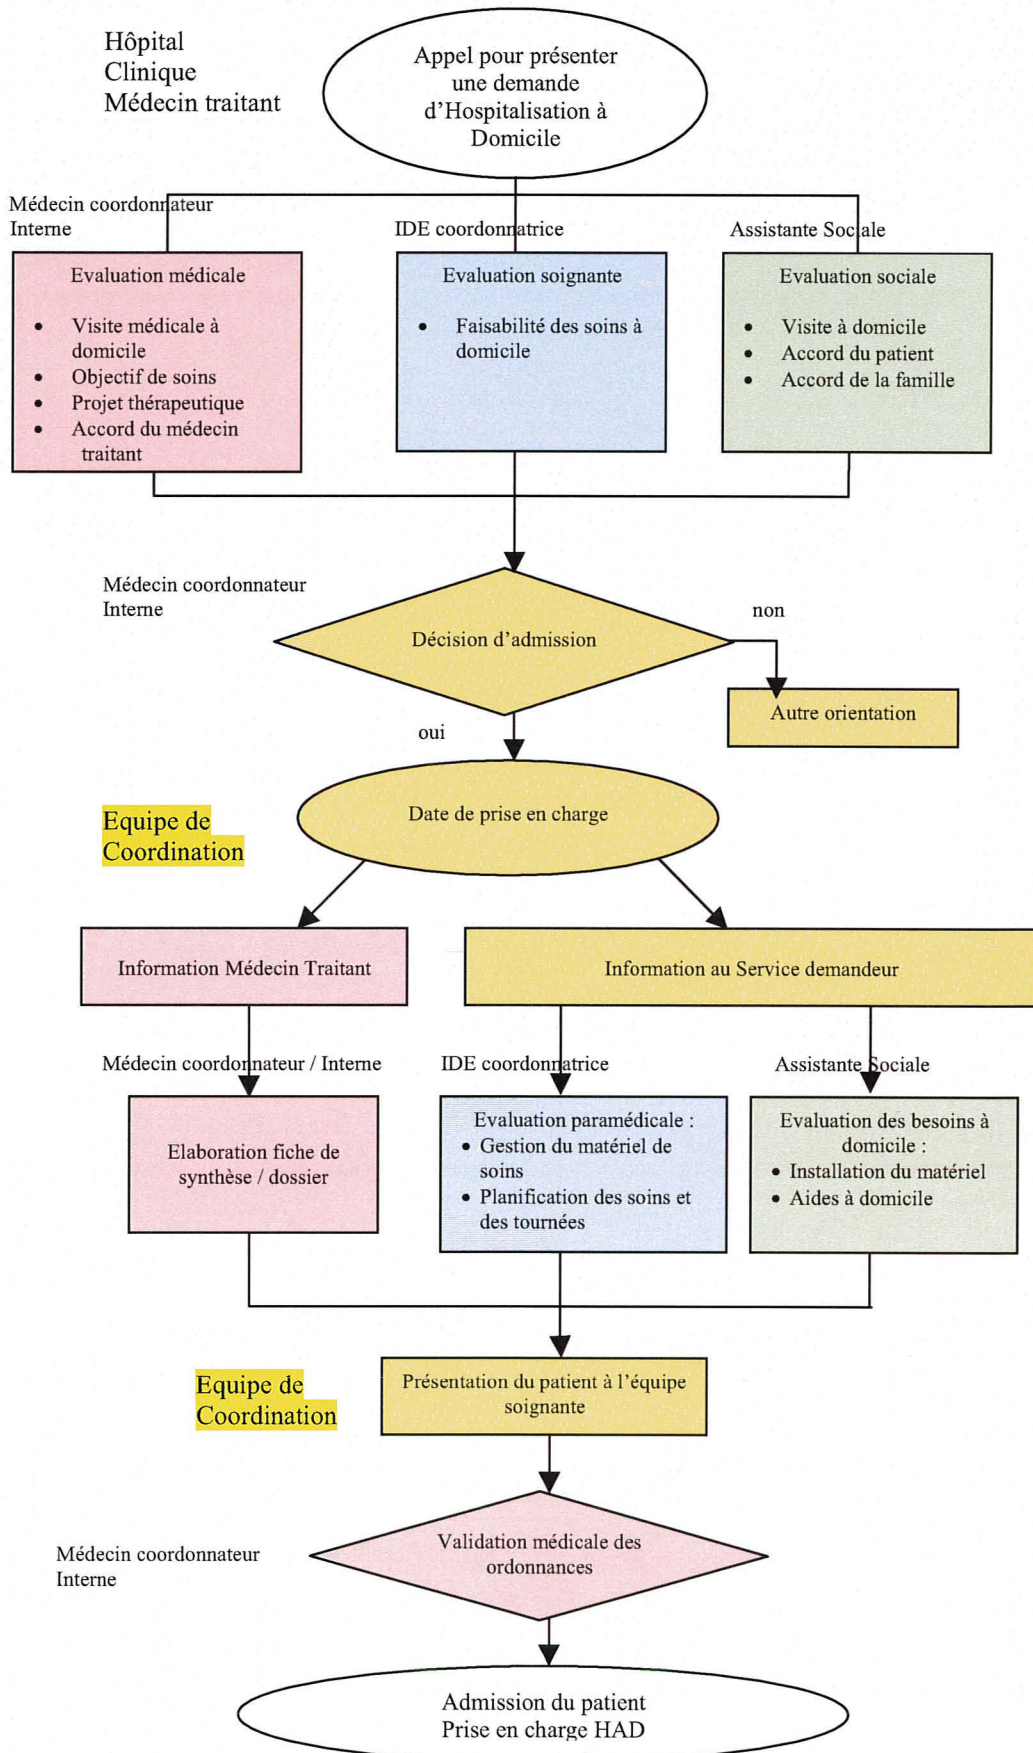 Hôpital
Clinique
Médecin traitant
Appel pour présenter
une demande
d’Hospitalisation à
Domicile
Médecin coordonnateur
Interne
IDE coordonnatrice
Assistante Sociale
Evaluation médicale
• Visite médicale à
domicile
• Objectif de soins
• Projet thérapeutique
• Accord du médecin
traitant
Evaluation soignante
• Faisabilité des soins à
domicile
Evaluation sociale
• Visite à domicile
• Accord du patient
• Accord de la famille
Médecin coordonnateur
Interne
Décision d’admission
non
Autre orientation
oui
Date de prise en charge
Equipe de
Coordination
Information Médecin Traitant
Information au Service demandeur
Médecin coordonnateur / Interne
IDE coordonnatrice
Assistante Sociale
Elaboration fiche de
synthèse / dossier
Evaluation paramédicale :
• Gestion du matériel de
soins
• Planification des soins et
des tournées
Evaluation des besoins à
domicile :
• Installation du matériel
• Aides à domicile
Equipe de
Coordination
Présentation du patient à l’équipe
soignante
Médecin coordonnateur
Interne
Validation médicale des
ordonnances
Admission du patient
Prise en charge HAD